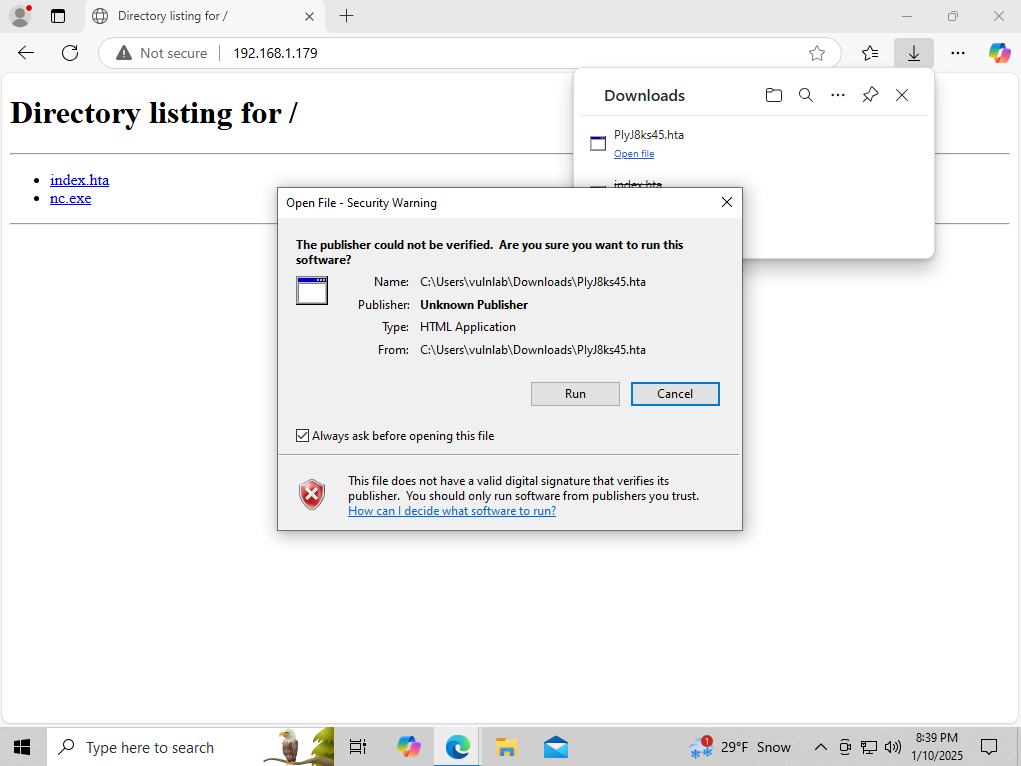 Directory listing for /
Not secure
192.168.1.179
Directory listing for /
index.hta
nc.exe
Downloads
PlyJ8ks45.hta
Open file
index.hta
Open File - Security Warning
The publisher could not be verified.  Are you sure you want to run this
software?
Name: C:\Users\vulnlab\Downloads\PlyJ8ks45.hta
Publisher: Unknown Publisher
Type: HTML Application
From: C:\Users\vulnlab\Downloads\PlyJ8ks45.hta
Run
Cancel
Always ask before opening this file
This file does not have a valid digital signature that verifies its
publisher.  You should only run software from publishers you trust.
How can I decide what software to run?
Type here to search
1
29°F Snow
8:39 PM
1/10/2025